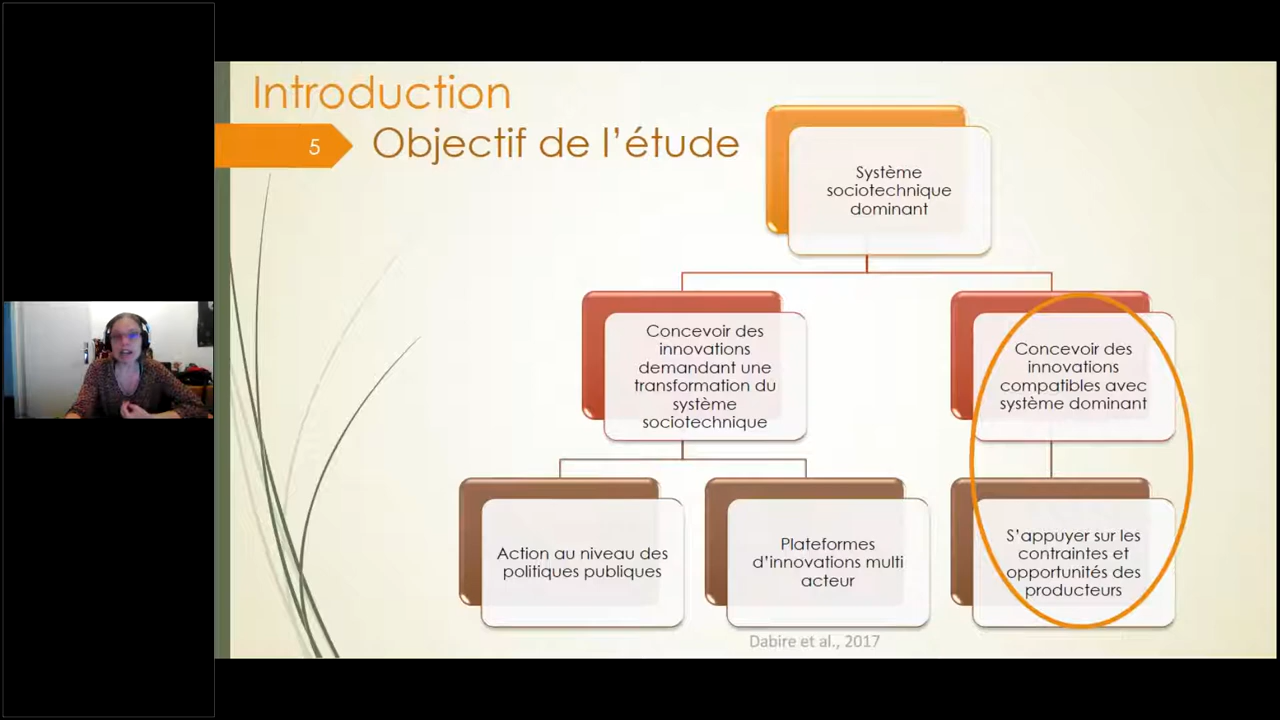 Introduction
5
Objectif de l'étude
Système
sociotechnique
dominant
Concevoir des
innovations
demandant une
transformation du
système
sociotechnique
Concevoir des
innovations
compatibles avec
système dominant
Action au niveau des
politiques publiques
Plateformes
d'innovations multi
acteur
S'appuyer sur les
contraintes et
opportunités des
producteurs
Dabire et al., 2017